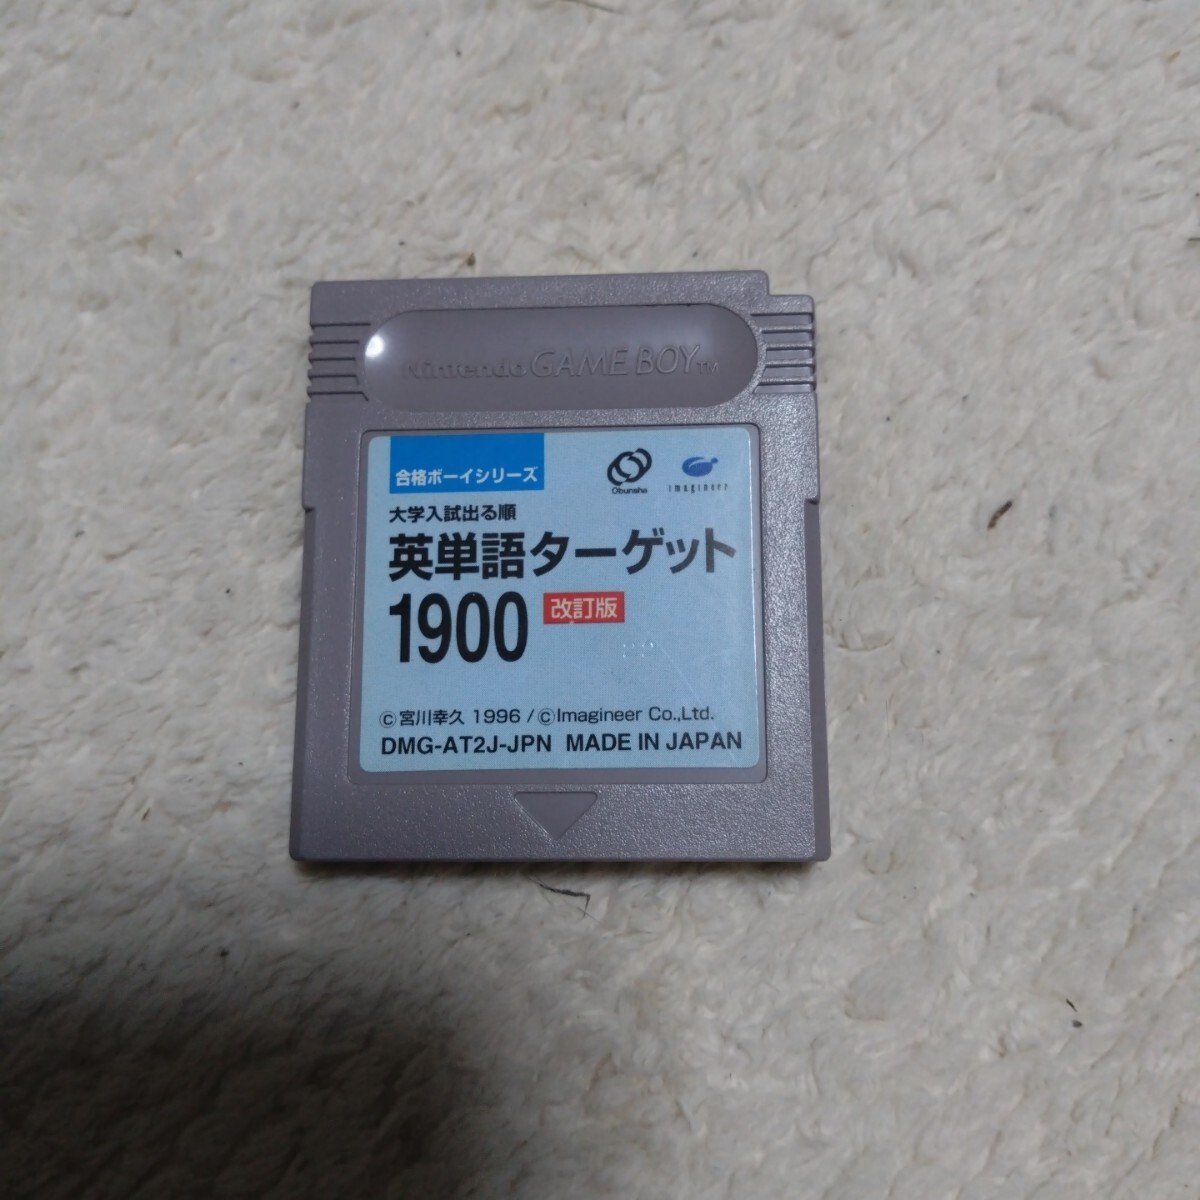 Nintendo GAME BOY™
合格ボーイシリーズ
Obunsha
imagineer
大学入試出る順
英単語ターゲット
1900 改訂版
©宮川幸久 1996 / ©Imagineer Co.,Ltd.
DMG-AT2J-JPN MADE IN JAPAN